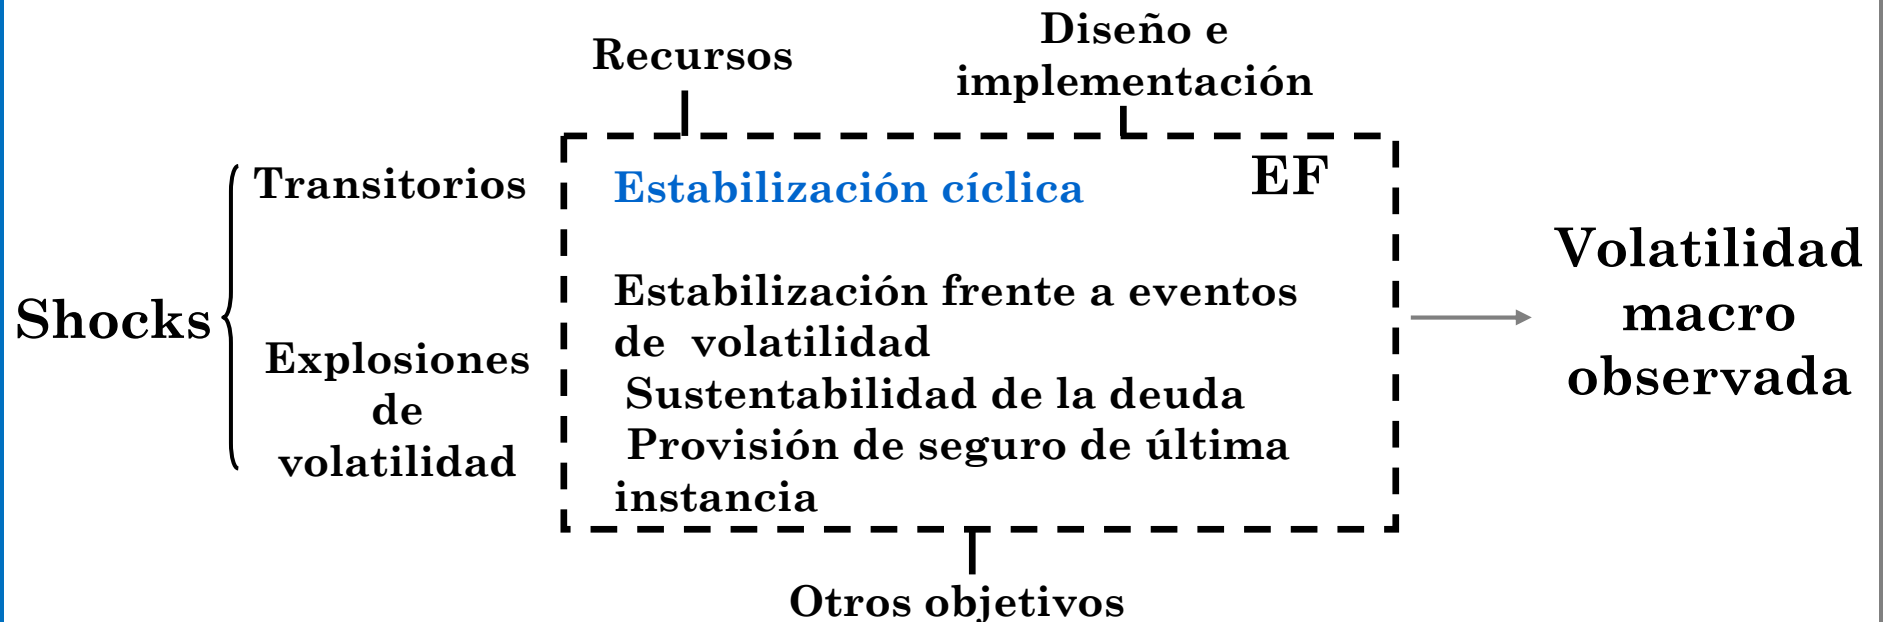 Recursos
Diseño e
implementación
Shocks
Transitorios
Explosiones
de
volatilidad
EF
Estabilización cíclica
Estabilización frente a eventos
de volatilidad
Sustentabilidad de la deuda
Provisión de seguro de última
instancia
Volatilidad
macro
observada
Otros objetivos